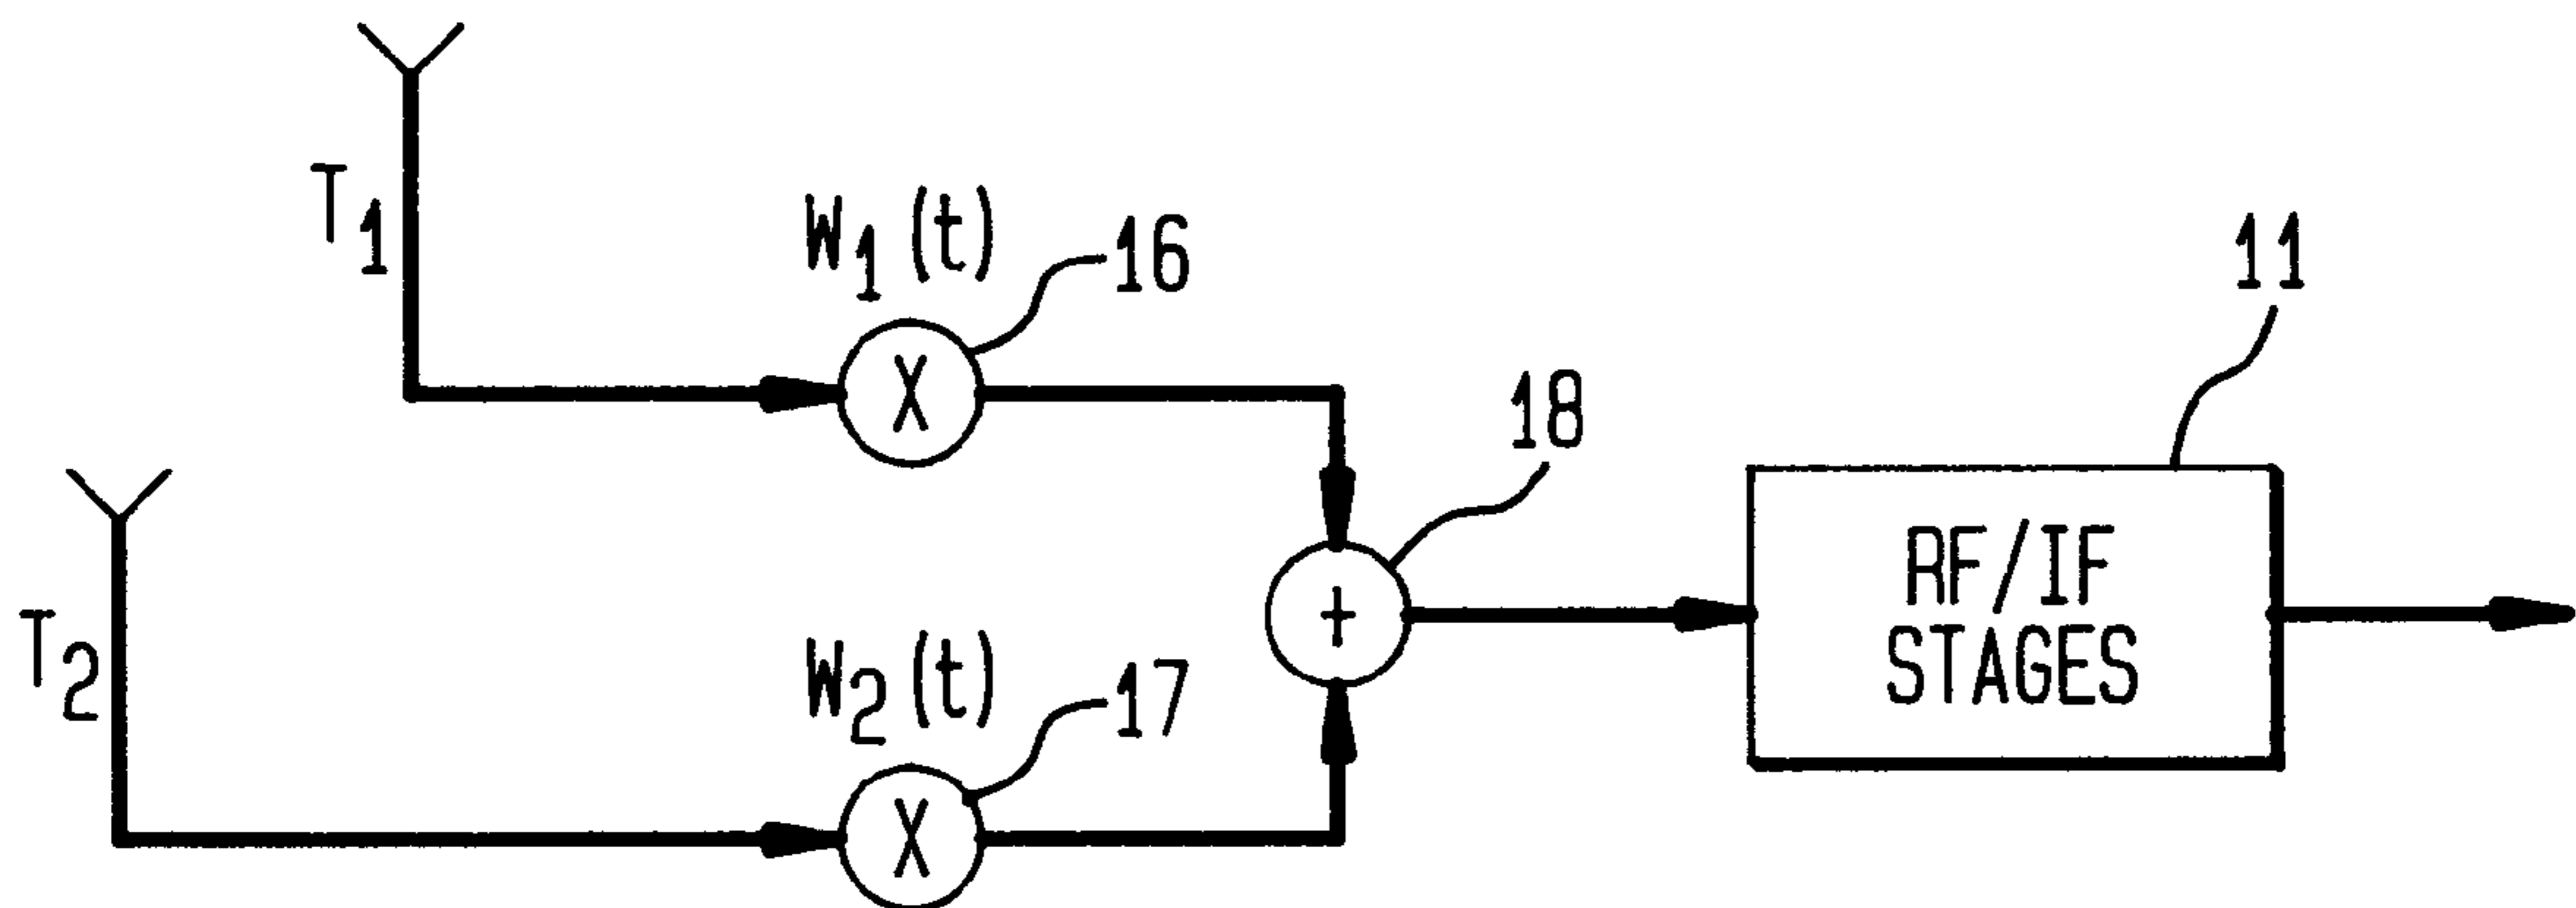 T1
W1 (t)
16
11
X
18
T2
+
RF/IF
STAGES
W2 (t)
17
X